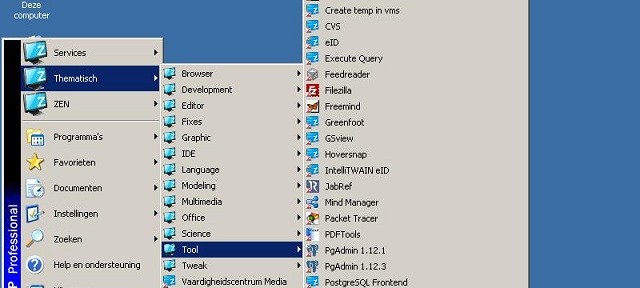 Deze
computer
Services
Thematisch
ZEN
Programma's
Favorieten
Documenten
Instellingen
Zoeken
Help en ondersteuning
P Professional
Browser
Development
Editor
Fixes
Graphic
IDE
Language
Modeling
Multimedia
Office
Science
Tool
Tweak
Vaardigheidscentrum Media
Create temp in vms
CVS
eID
Execute Query
Feedreader
Filezilla
Freemind
Greenfoot
GSview
Hoversnap
IntelliTWAIN eID
JabRef
Mind Manager
Packet Tracer
PDFTools
PgAdmin 1.12.1
PgAdmin 1.12.3
PostgreSQL Frontend